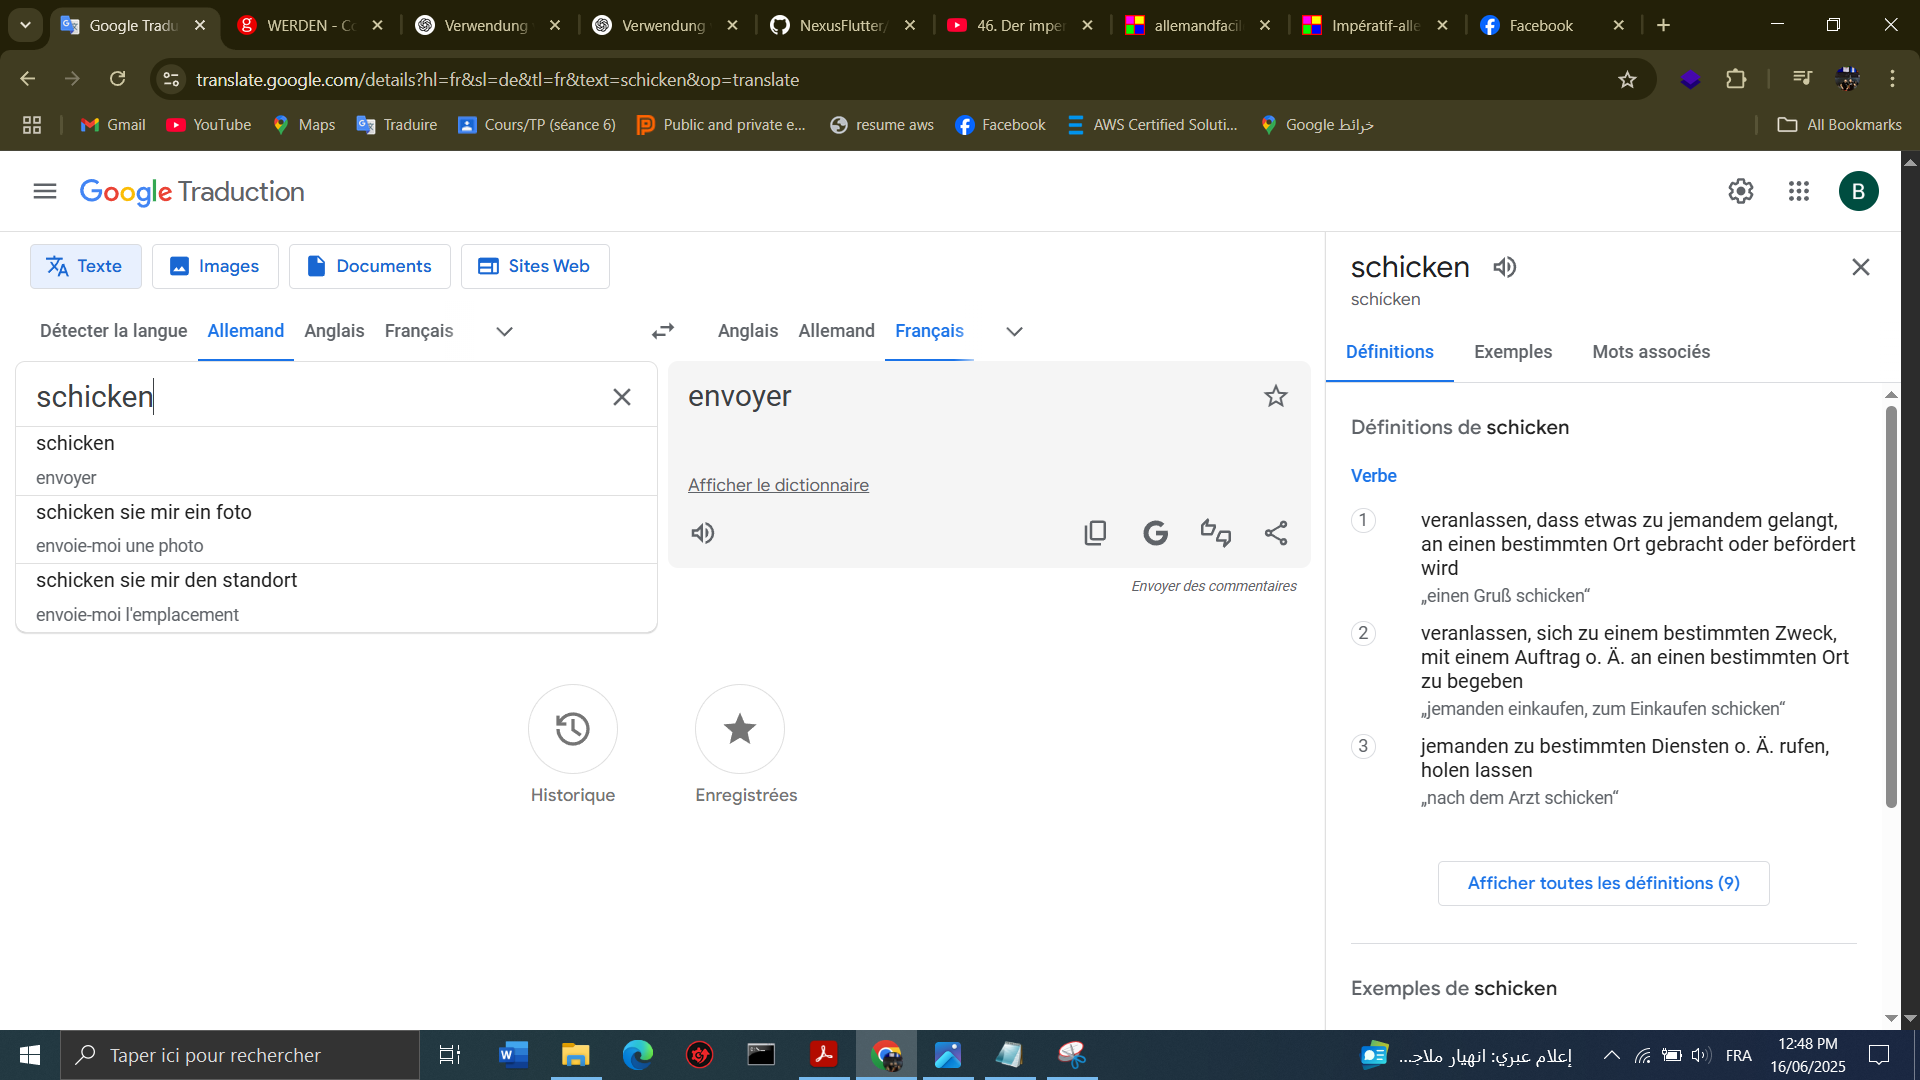 Google Tradu
WERDEN - Co
Verwendung
Verwendung
NexusFlutter/
46. Der imper
allemandfacil
Impératif-alle
Facebook
translate.google.com/details?hl=fr&sl=de&tl=fr&text=schicken&op=translate
Gmail
YouTube
Maps
Traduire
Cours/TP (séance 6)
Public and private e...
resume aws
Facebook
AWS Certified Soluti...
خرائط Google
All Bookmarks
Google Traduction
B
Texte
Images
Documents
Sites Web
Détecter la langue
Allemand
Anglais
Français
Anglais
Allemand
Français
schicken
schicken
envoyer
schicken sie mir ein foto
envoie-moi une photo
schicken sie mir den standort
envoie-moi l'emplacement
envoyer
Afficher le dictionnaire
Envoyer des commentaires
Historique
Enregistrées
schicken
schicken
Définitions
Exemples
Mots associés
Définitions de schicken
Verbe
1
veranlassen, dass etwas zu jemandem gelangt,
an einen bestimmten Ort gebracht oder befördert
wird
„einen Gruß schicken“
2
veranlassen, sich zu einem bestimmten Zweck,
mit einem Auftrag o. Ä. an einen bestimmten Ort
zu begeben
„jemanden einkaufen, zum Einkaufen schicken“
3
jemanden zu bestimmten Diensten o. Ä. rufen,
holen lassen
„nach dem Arzt schicken“
Afficher toutes les définitions (9)
Exemples de schicken
Taper ici pour rechercher
إعلام عبري: انهيار ملاجـ...
FRA
12:48 PM
16/06/2025